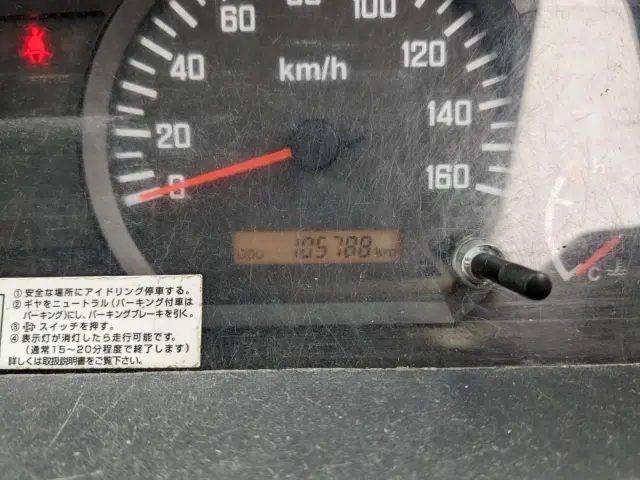 80
100
60
120
40
km/h
140
20
160
0
H
ODO 105788 km
C
①安全な場所にアイドリング停車する。
②ギヤをニュートラル(パーキング付車は
パーキング)にし、パーキングブレーキを引く。
③ スイッチを押す。
④表示灯が消灯したら走行可能です。
(通常15〜20分程度で終了します)
詳しくは取扱説明書をご覧下さい。